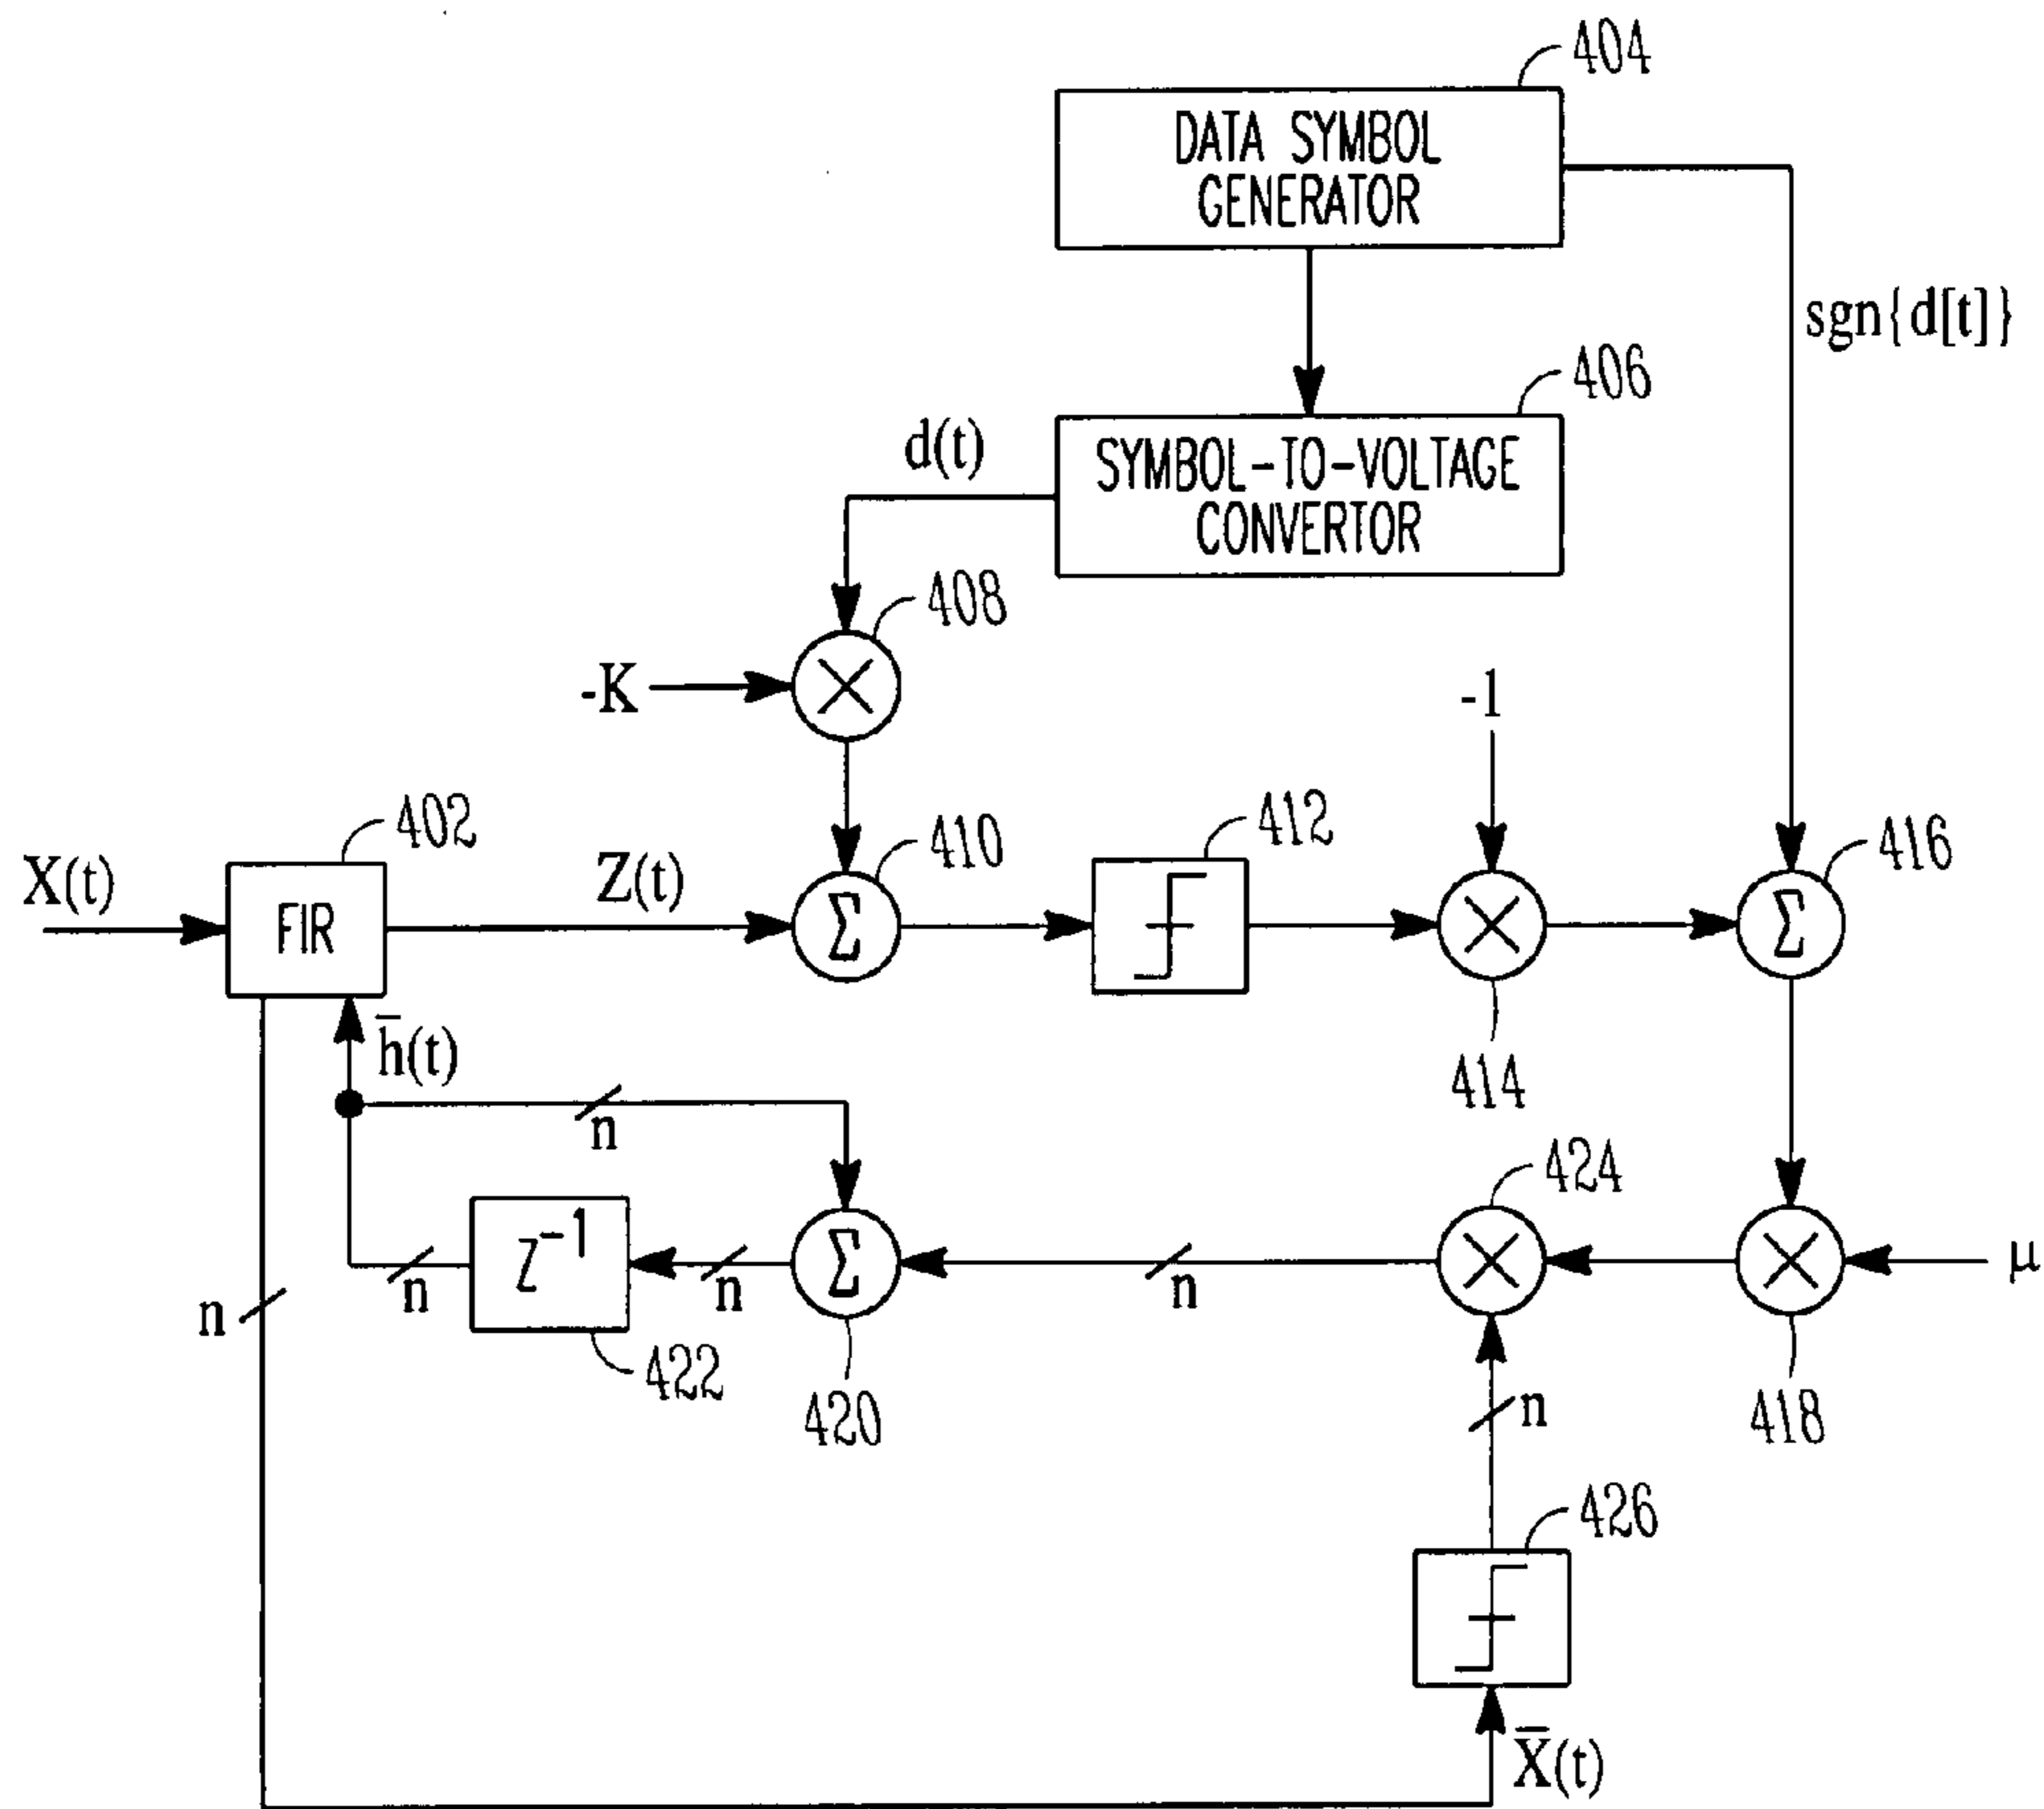 404
DATA SYMBOL
GENERATOR
sgn{d[t]}
406
d(t)
SYMBOL-TO-VOLTAGE
CONVERTOR
408
-K
-1
402
410
412
416
X(t)
FIR
Z(t)
Σ
Σ
h̄(t)
414
n
424
Z⁻¹
Σ
μ
n
n
n
n
422
420
418
n
426
X̄(t)